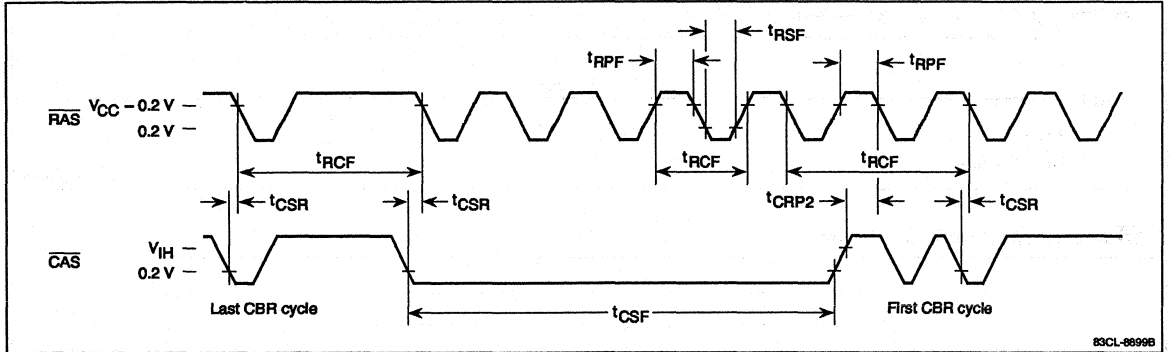 tRSF
tRPF
tRPF
RAS
VCC – 0.2 V
0.2 V
tRCF
tRCF
tRCF
tCSR
tCSR
tCRP2
tCSR
CAS
VIH
0.2 V
Last CBR cycle
tCSF
First CBR cycle
83CL-8899B